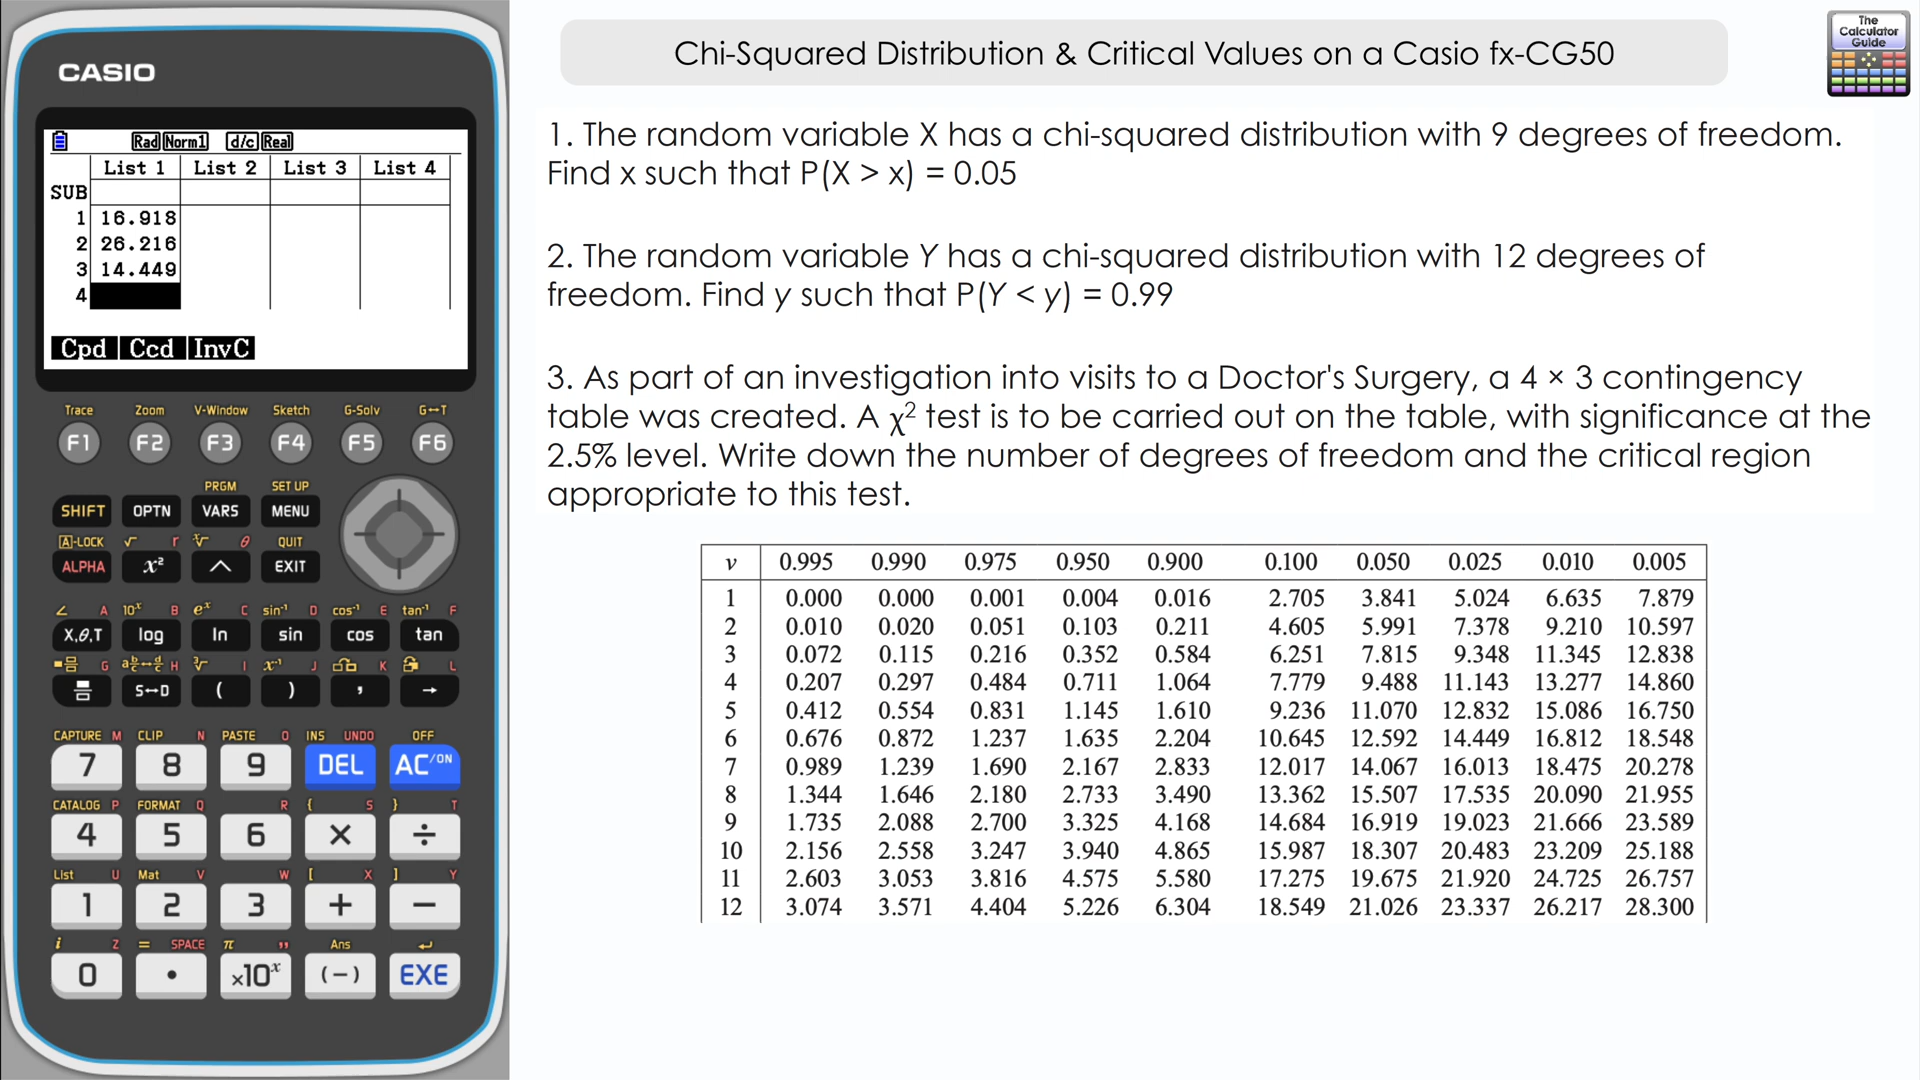 CASIO
Rad Norm1 d/c Real
List 1 List 2 List 3 List 4
SUB
1 16.918
2 26.216
3 14.449
4
Cpd Ccd InvC
Trace Zoom V-Window Sketch G-Solv G↔T
F1 F2 F3 F4 F5 F6
PRGM SET UP
SHIFT OPTN VARS MENU
A-LOCK √ r ˣ√ θ QUIT
ALPHA x² ^ EXIT
∠ A 10ˣ B eˣ C sin⁻¹ D cos⁻¹ E tan⁻¹ F
X,θ,T log ln sin cos tan
G a b/c↔d/c H ³√ I x⁻¹ J K L
S↔D ( ) , →
CAPTURE M CLIP N PASTE O INS UNDO OFF
7 8 9 DEL AC/ON
CATALOG P FORMAT Q R { S } T
4 5 6 × ÷
List U Mat V W [ X ] Y
1 2 3 + −
i Z = SPACE π " Ans ↵
0 • ×10ˣ (−) EXE
Chi-Squared Distribution & Critical Values on a Casio fx-CG50
The
Calculator
Guide
1. The random variable X has a chi-squared distribution with 9 degrees of freedom.
Find x such that P(X > x) = 0.05
2. The random variable Y has a chi-squared distribution with 12 degrees of
freedom. Find y such that P(Y < y) = 0.99
3. As part of an investigation into visits to a Doctor's Surgery, a 4 × 3 contingency
table was created. A χ² test is to be carried out on the table, with significance at the
2.5% level. Write down the number of degrees of freedom and the critical region
appropriate to this test.
v 0.995 0.990 0.975 0.950 0.900 0.100 0.050 0.025 0.010 0.005
1 0.000 0.000 0.001 0.004 0.016 2.705 3.841 5.024 6.635 7.879
2 0.010 0.020 0.051 0.103 0.211 4.605 5.991 7.378 9.210 10.597
3 0.072 0.115 0.216 0.352 0.584 6.251 7.815 9.348 11.345 12.838
4 0.207 0.297 0.484 0.711 1.064 7.779 9.488 11.143 13.277 14.860
5 0.412 0.554 0.831 1.145 1.610 9.236 11.070 12.832 15.086 16.750
6 0.676 0.872 1.237 1.635 2.204 10.645 12.592 14.449 16.812 18.548
7 0.989 1.239 1.690 2.167 2.833 12.017 14.067 16.013 18.475 20.278
8 1.344 1.646 2.180 2.733 3.490 13.362 15.507 17.535 20.090 21.955
9 1.735 2.088 2.700 3.325 4.168 14.684 16.919 19.023 21.666 23.589
10 2.156 2.558 3.247 3.940 4.865 15.987 18.307 20.483 23.209 25.188
11 2.603 3.053 3.816 4.575 5.580 17.275 19.675 21.920 24.725 26.757
12 3.074 3.571 4.404 5.226 6.304 18.549 21.026 23.337 26.217 28.300